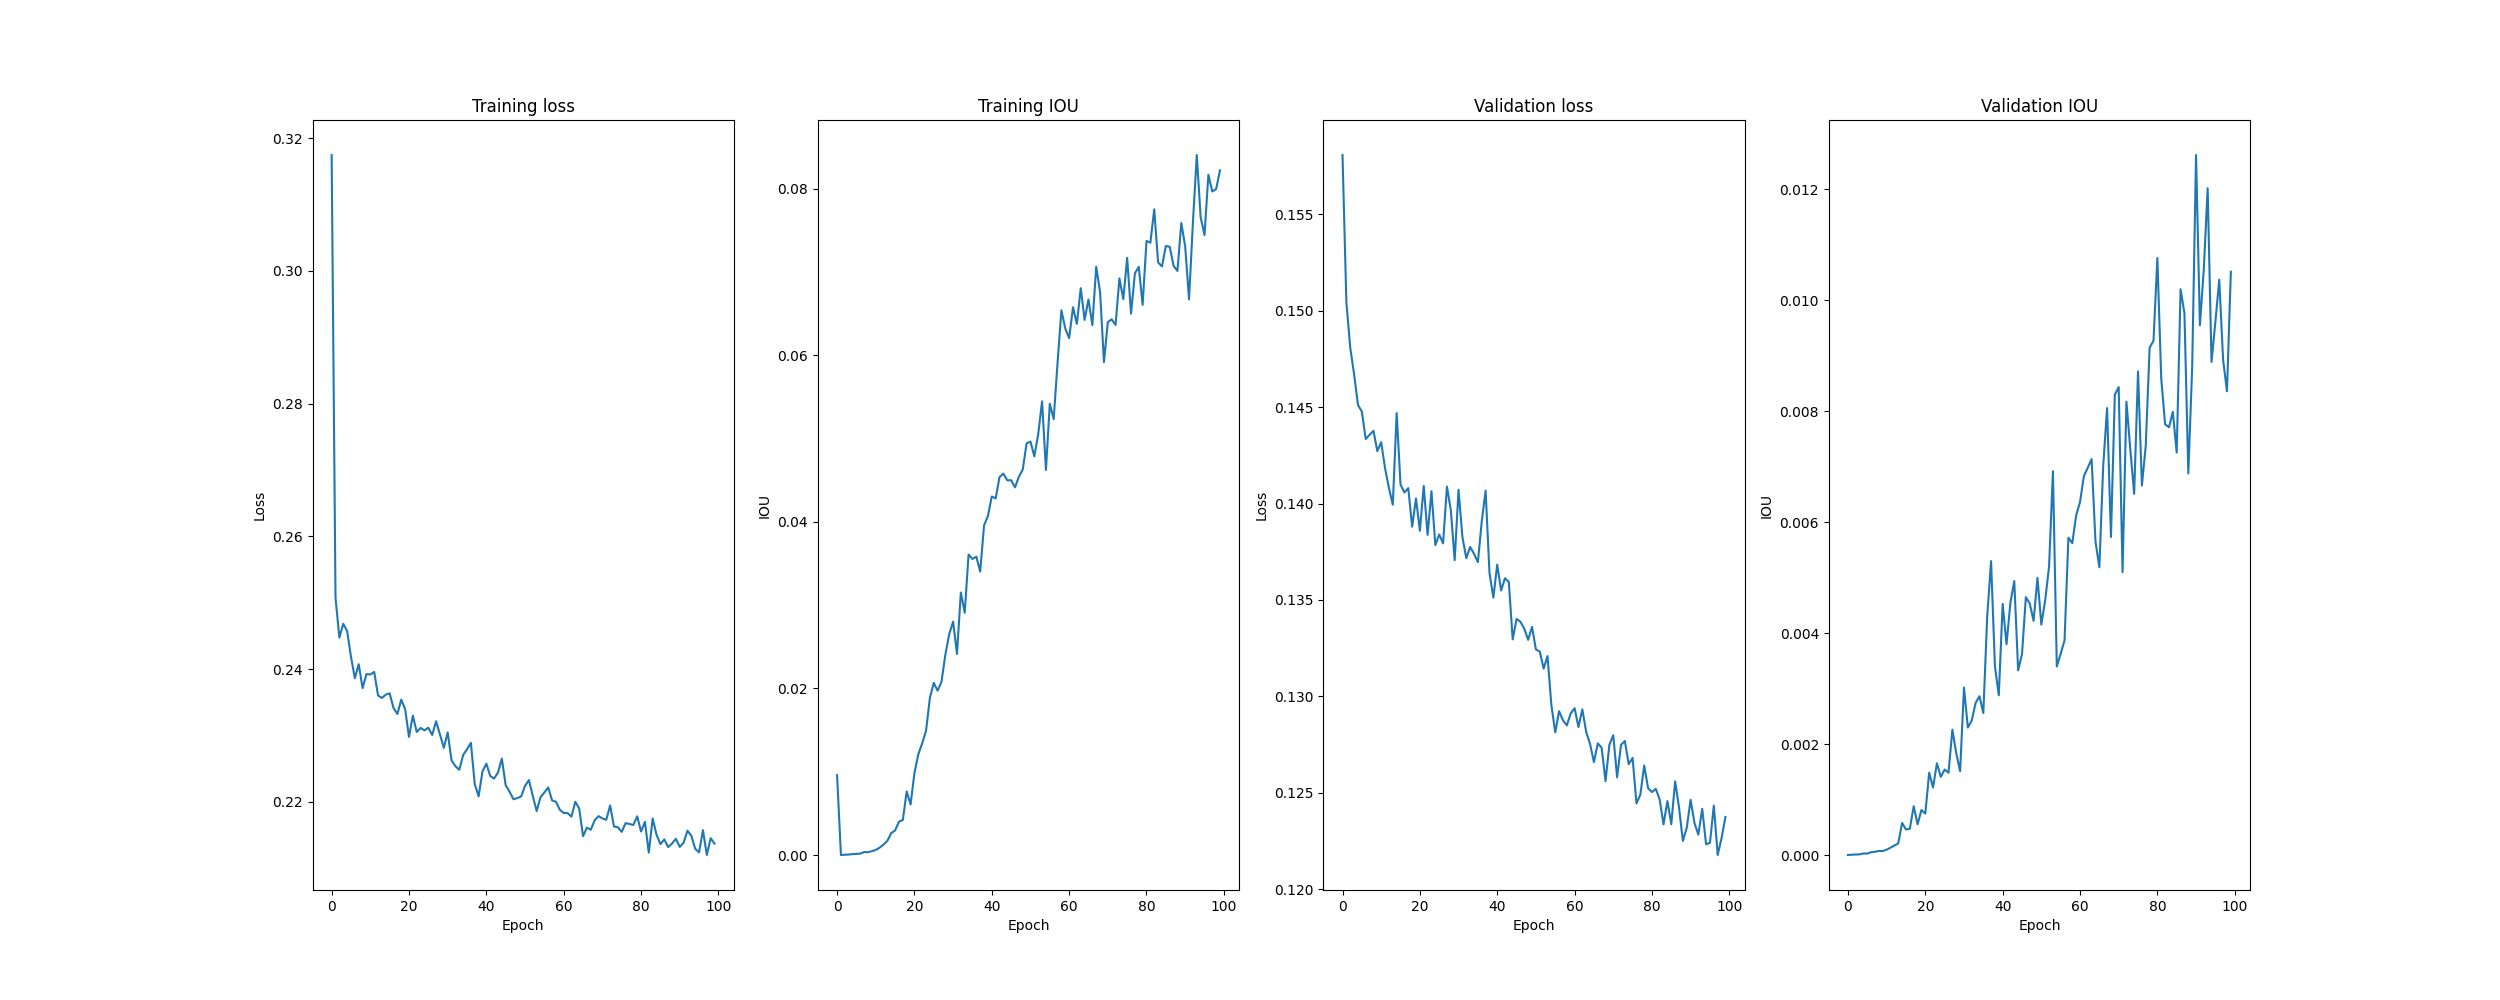 Training loss
Loss
0.32
0.30
0.28
0.26
0.24
0.22
0 20 40 60 80 100
Epoch
Training IOU
IOU
0.08
0.06
0.04
0.02
0.00
0 20 40 60 80 100
Epoch
Validation loss
Loss
0.155
0.150
0.145
0.140
0.135
0.130
0.125
0.120
0 20 40 60 80 100
Epoch
Validation IOU
IOU
0.012
0.010
0.008
0.006
0.004
0.002
0.000
0 20 40 60 80 100
Epoch